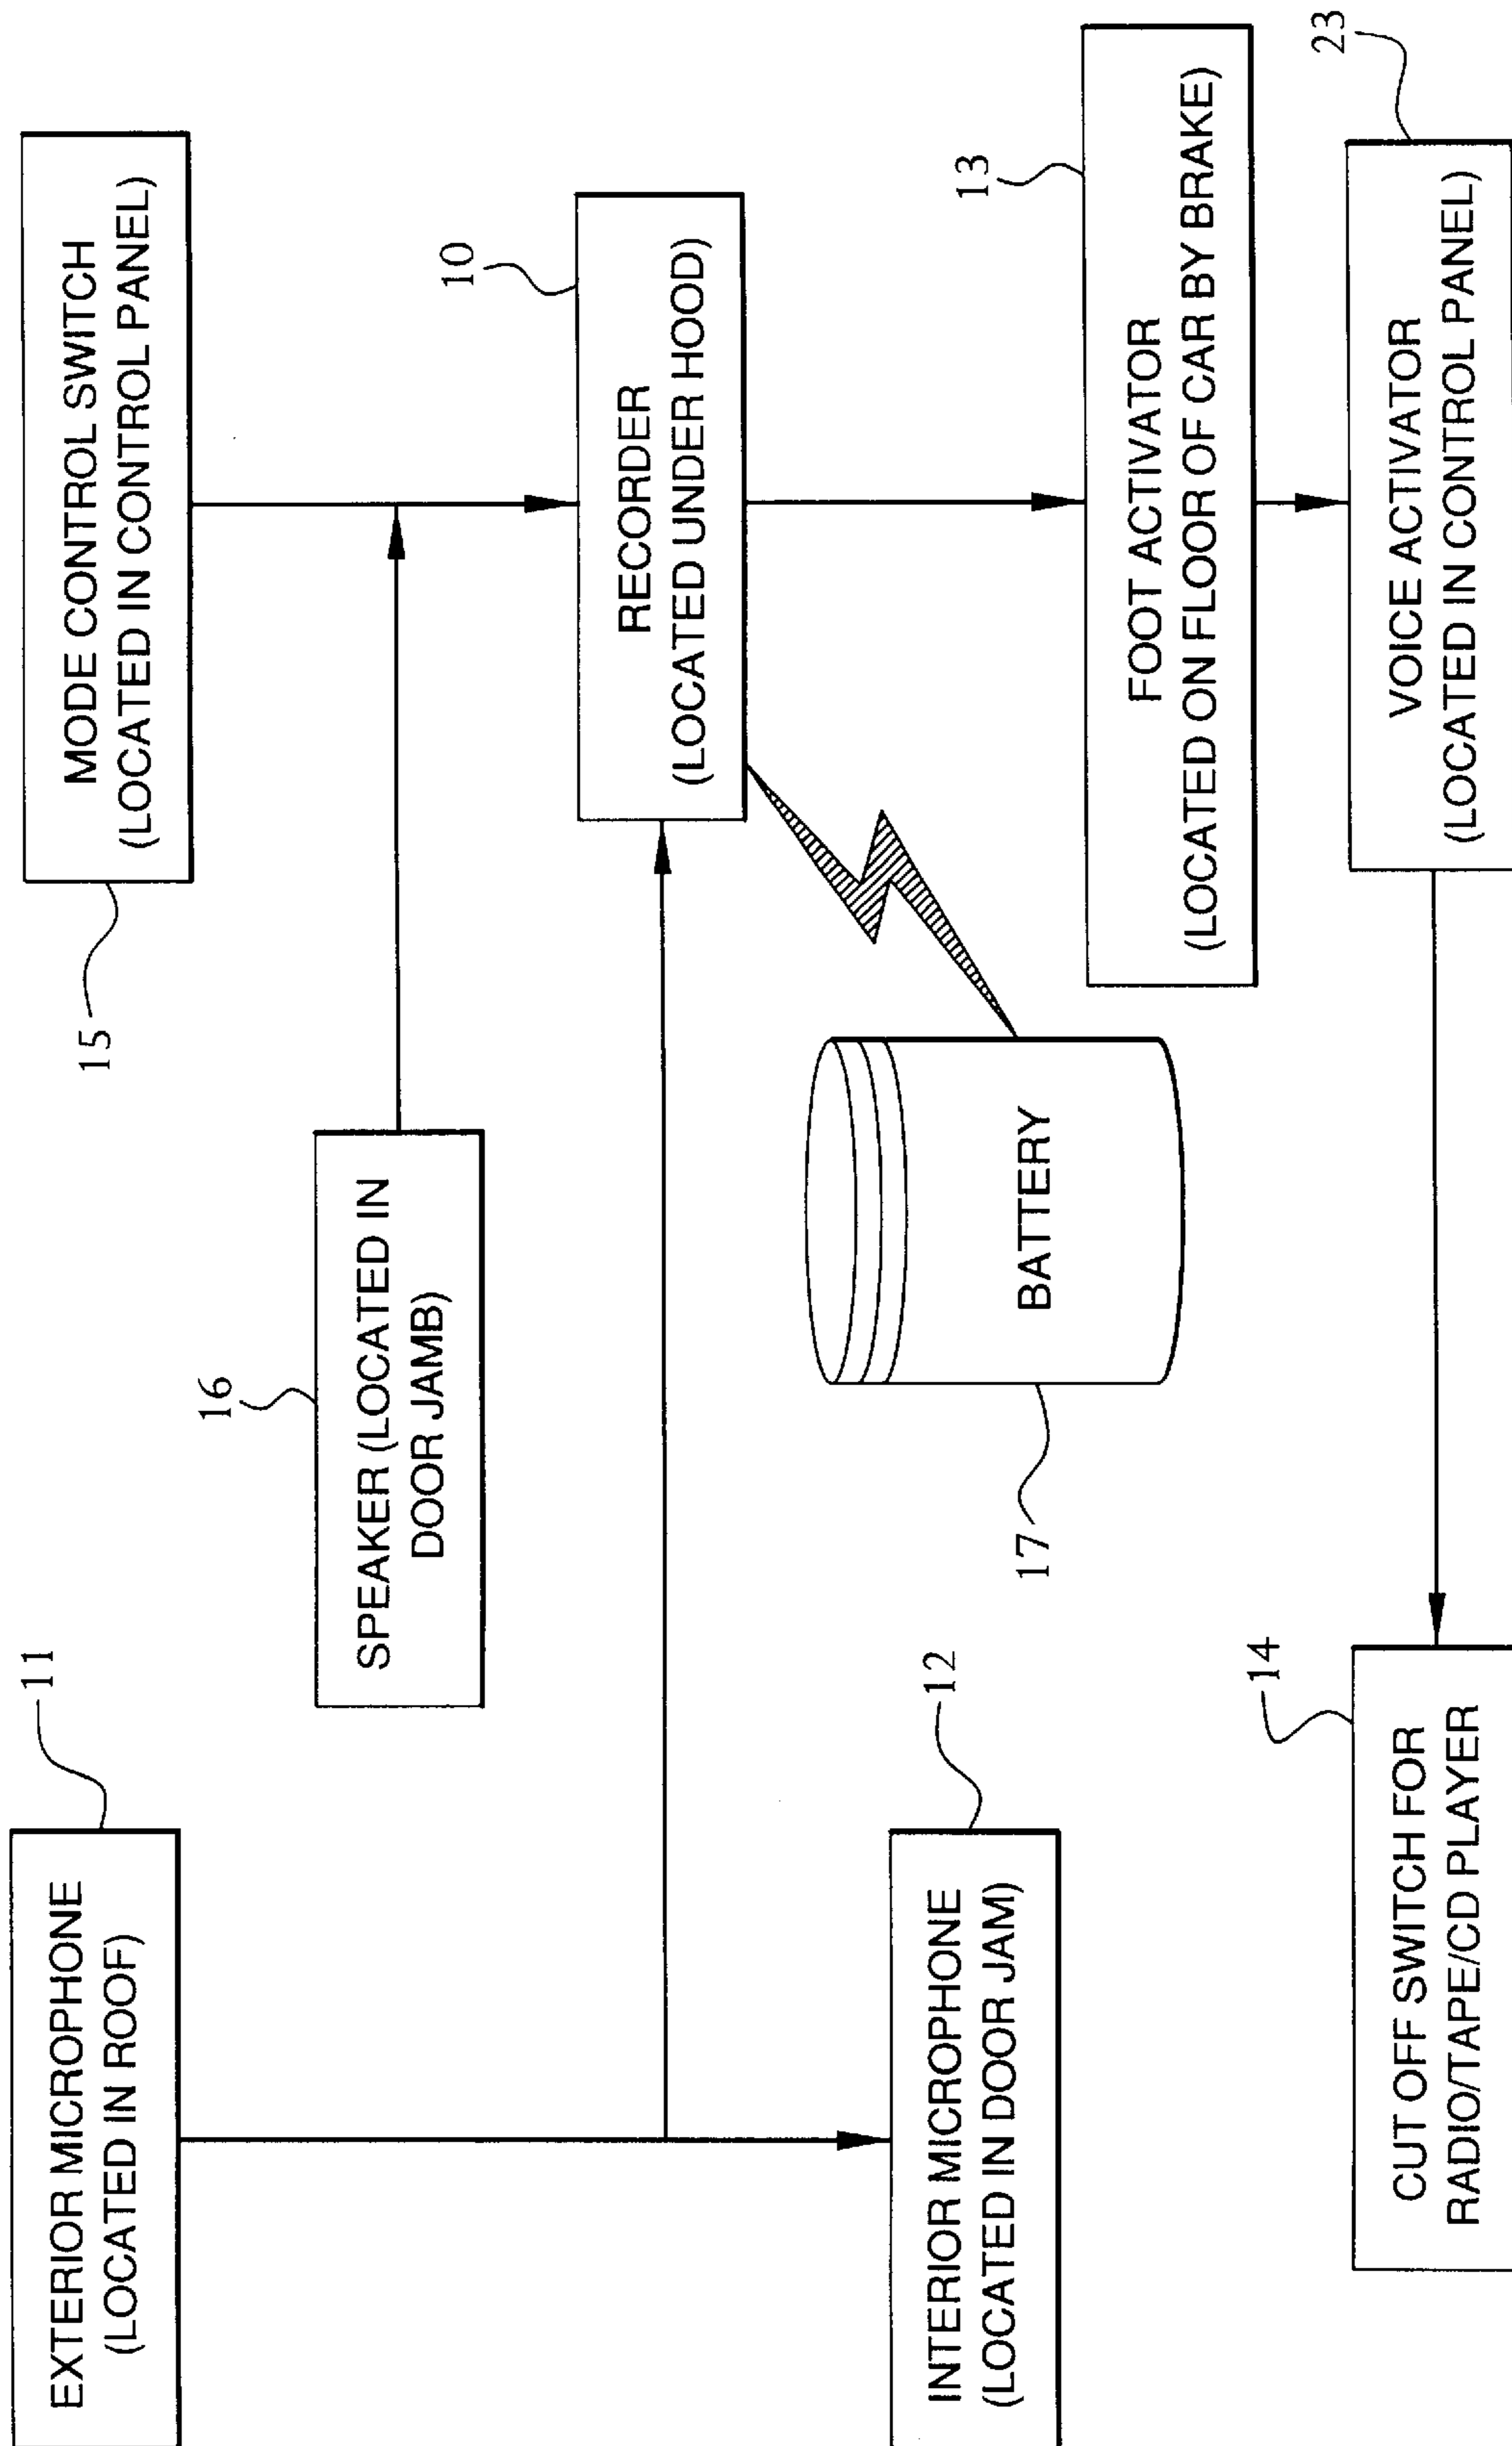 EXTERIOR MICROPHONE
(LOCATED IN ROOF)
11
MODE CONTROL SWITCH
(LOCATED IN CONTROL PANEL)
15
16
SPEAKER (LOCATED IN
DOOR JAMB)
10
RECORDER
(LOCATED UNDER HOOD)
INTERIOR MICROPHONE
(LOCATED IN DOOR JAM)
12
BATTERY
17
13
FOOT ACTIVATOR
(LOCATED ON FLOOR OF CAR BY BRAKE)
14
CUT OFF SWITCH FOR
RADIO/TAPE/CD PLAYER
VOICE ACTIVATOR
(LOCATED IN CONTROL PANEL)
23